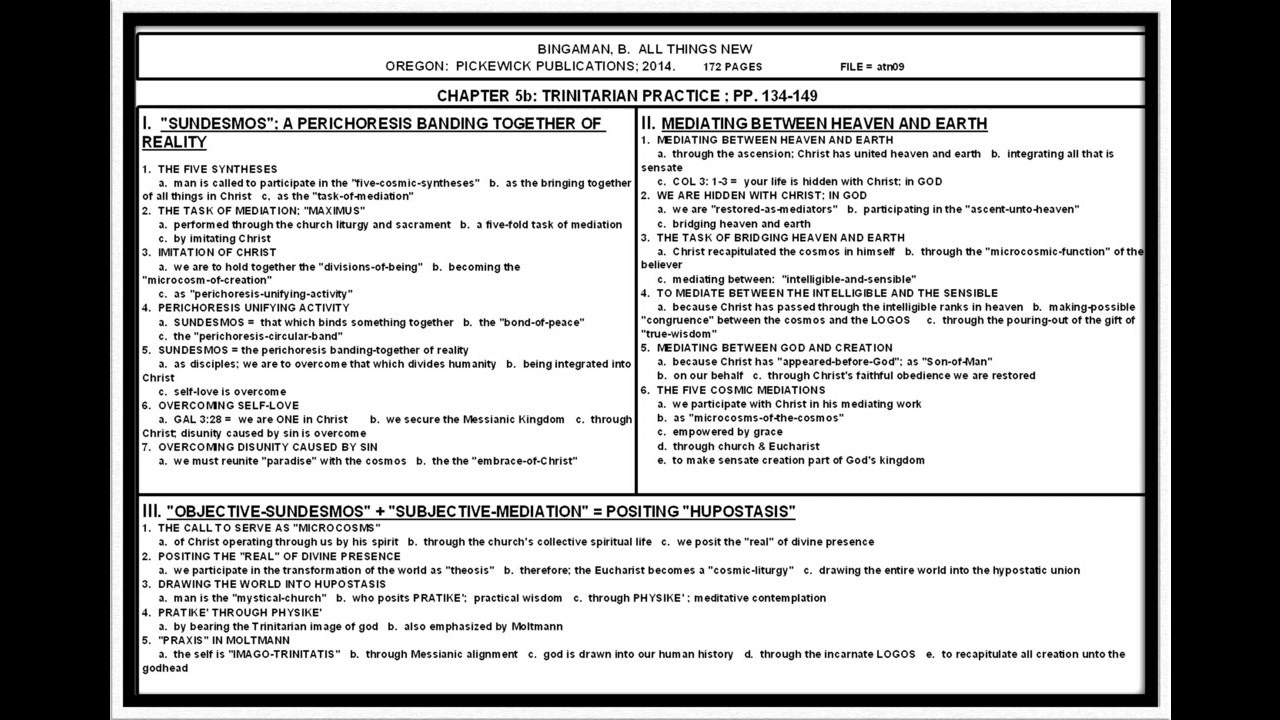 BINGAMAN, B. ALL THINGS NEW
OREGON: PICKEWICK PUBLICATIONS; 2014. 172 PAGES FILE = atn09
CHAPTER 5b: TRINITARIAN PRACTICE ; PP. 134-149
I. "SUNDESMOS"; A PERICHORESIS BANDING TOGETHER OF
REALITY
1. THE FIVE SYNTHESES
a. man is called to participate in the "five-cosmic-syntheses" b. as the bringing together
of all things in Christ c, as the "task-of-mediation"
2. THE TASK OF MEDIATION; "MAXIMUS"
a. performed through the church liturgy and sacrament b. a five-fold task of mediation
c. by imitating Christ
3. IMITATION OF CHRIST
a. we are to hold together the "divisions-of-being" b. becoming the
"microcosm-of-creation"
c. as "perichoresis-unifying-activity"
4. PERICHORESIS UNIFYING ACTIVITY
a. SUNDESMOS = that which binds something together b. the "bond-of-peace"
c. the "perichoresis-circular-band"
5. SUNDESMOS = the perichoresis banding-together of reality
a. as disciples; we are to overcome that which divides humanity b. being integrated into
Christ
c. self-love is overcome
6. OVERCOMING SELF-LOVE
a. GAL 3:28 = we are ONE in Christ b. we secure the Messianic Kingdom c. through
Christ; disunity caused by sin is overcome
7. OVERCOMING DISUNITY CAUSED BY SIN
a. we must reunite "paradise" with the cosmos b. the the "embrace-of-Christ"
II. MEDIATING BETWEEN HEAVEN AND EARTH
1. MEDIATING BETWEEN HEAVEN AND EARTH
a. through the ascension; Christ has united heaven and earth b. integrating all that is
sensate
c. COL 3: 1-3 = your life is hidden with Christ; in GOD
2. WE ARE HIDDEN WITH CHRIST; IN GOD
a. we are "restored-as-mediators" b. participating in the "ascent-unto-heaven"
c. bridging heaven and earth
3. THE TASK OF BRIDGING HEAVEN AND EARTH
a. Christ recapitulated the cosmos in himself b. through the "microcosmic-function" of the
believer
c. mediating between: "intelligible-and-sensible"
4. TO MEDIATE BETWEEN THE INTELLIGIBLE AND THE SENSIBLE
a. because Christ has passed through the intelligible ranks in heaven b. making-possible
"congruence" between the cosmos and the LOGOS c. through the pouring-out of the gift of
"true-wisdom"
5. MEDIATING BETWEEN GOD AND CREATION
a. because Christ has "appeared-before-God"; as "Son-of-Man"
b. on our behalf c. through Christ's faithful obedience we are restored
6. THE FIVE COSMIC MEDIATIONS
a. we participate with Christ in his mediating work
b. as "microcosms-of-the-cosmos"
c. empowered by grace
d. through church & Eucharist
e. to make sensate creation part of God's kingdom
III. "OBJECTIVE-SUNDESMOS" + "SUBJECTIVE-MEDIATION" = POSITING "HUPOSTASIS"
1. THE CALL TO SERVE AS "MICROCOSMS"
a. of Christ operating through us by his spirit b. through the church's collective spiritual life c. we posit the "real" of divine presence
2. POSITING THE "REAL" OF DIVINE PRESENCE
a. we participate in the transformation of the world as "theosis" b. therefore; the Eucharist becomes a "cosmic-liturgy" c. drawing the entire world into the hypostatic union
3. DRAWING THE WORLD INTO HUPOSTASIS
a. man is the "mystical-church" b. who posits PRATIKE'; practical wisdom c. through PHYSIKE' ; meditative contemplation
4. PRATIKE' THROUGH PHYSIKE'
a. by bearing the Trinitarian image of god b. also emphasized by Moltmann
5. "PRAXIS" IN MOLTMANN
a. the self is "IMAGO-TRINITATIS" b. through Messianic alignment c. god is drawn into our human history d. through the incarnate LOGOS e. to recapitulate all creation unto the
godhead